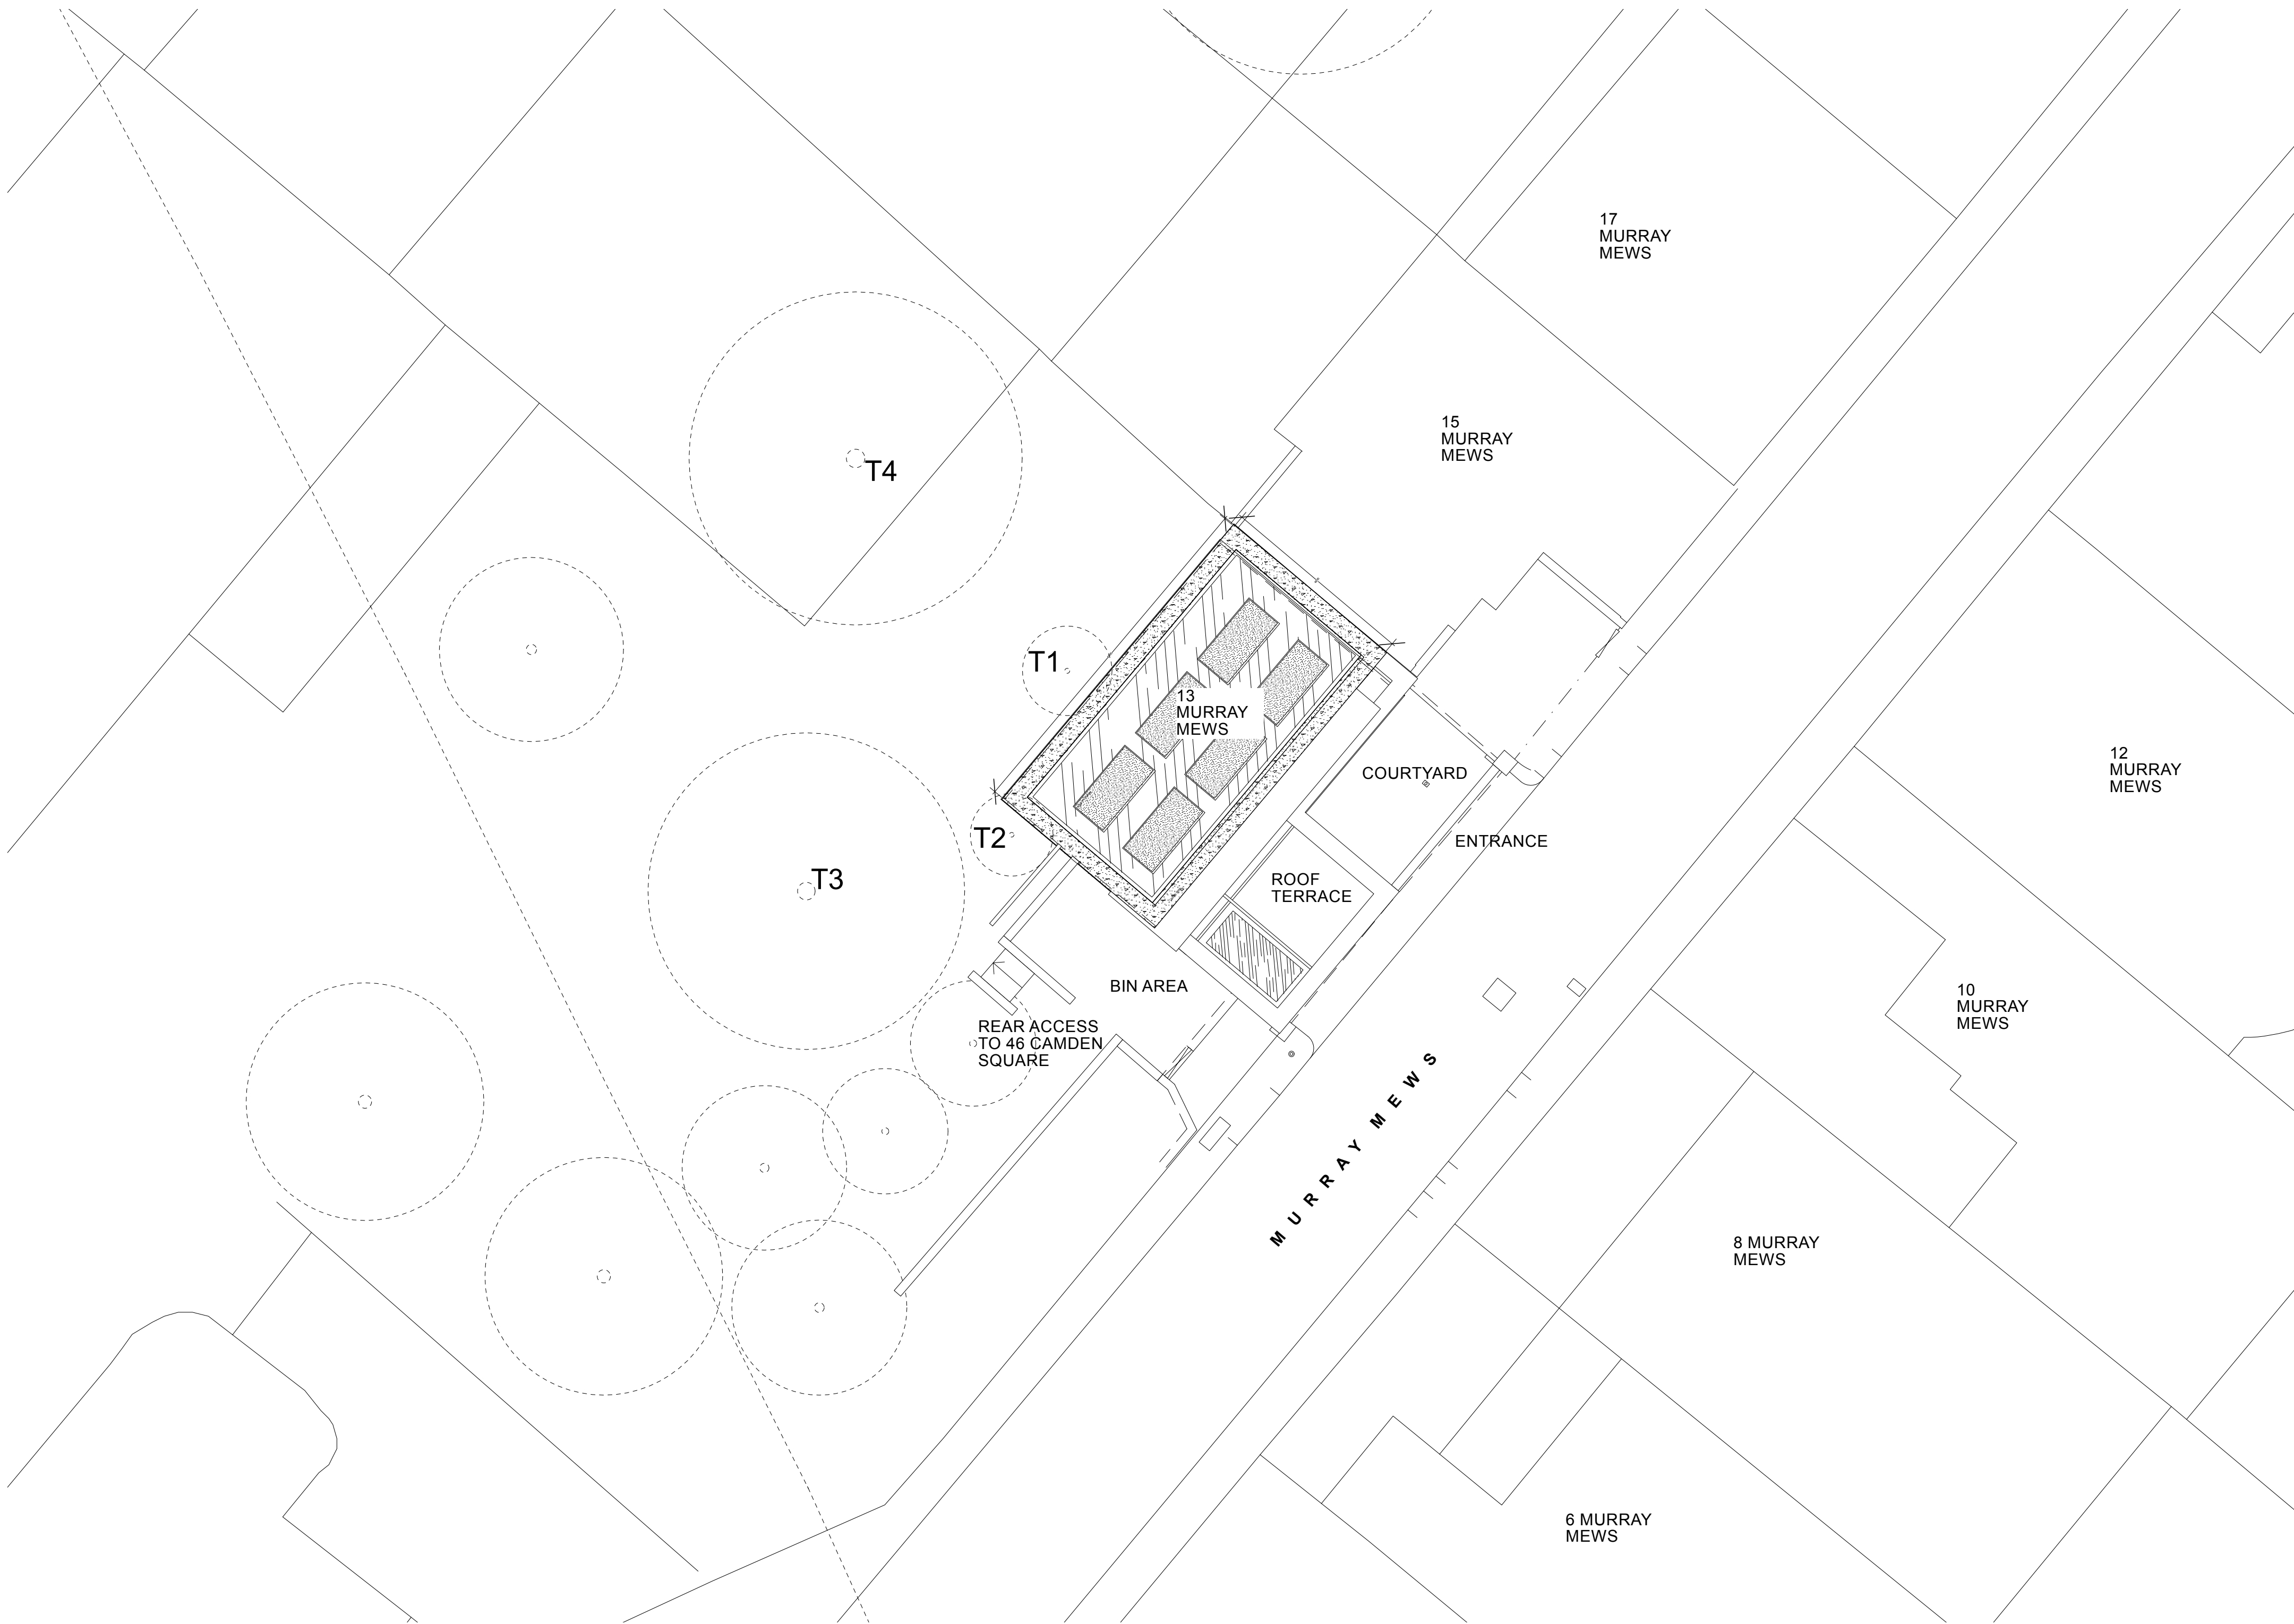 17
MURRAY
MEWS
15
MURRAY
MEWS
T4
T1
13
MURRAY
MEWS
COURTYARD
12
MURRAY
MEWS
T2
ENTRANCE
T3
ROOF
TERRACE
BIN AREA
10
MURRAY
MEWS
REAR ACCESS
TO 46 CAMDEN
SQUARE
MURRAY MEWS
8 MURRAY
MEWS
6 MURRAY
MEWS